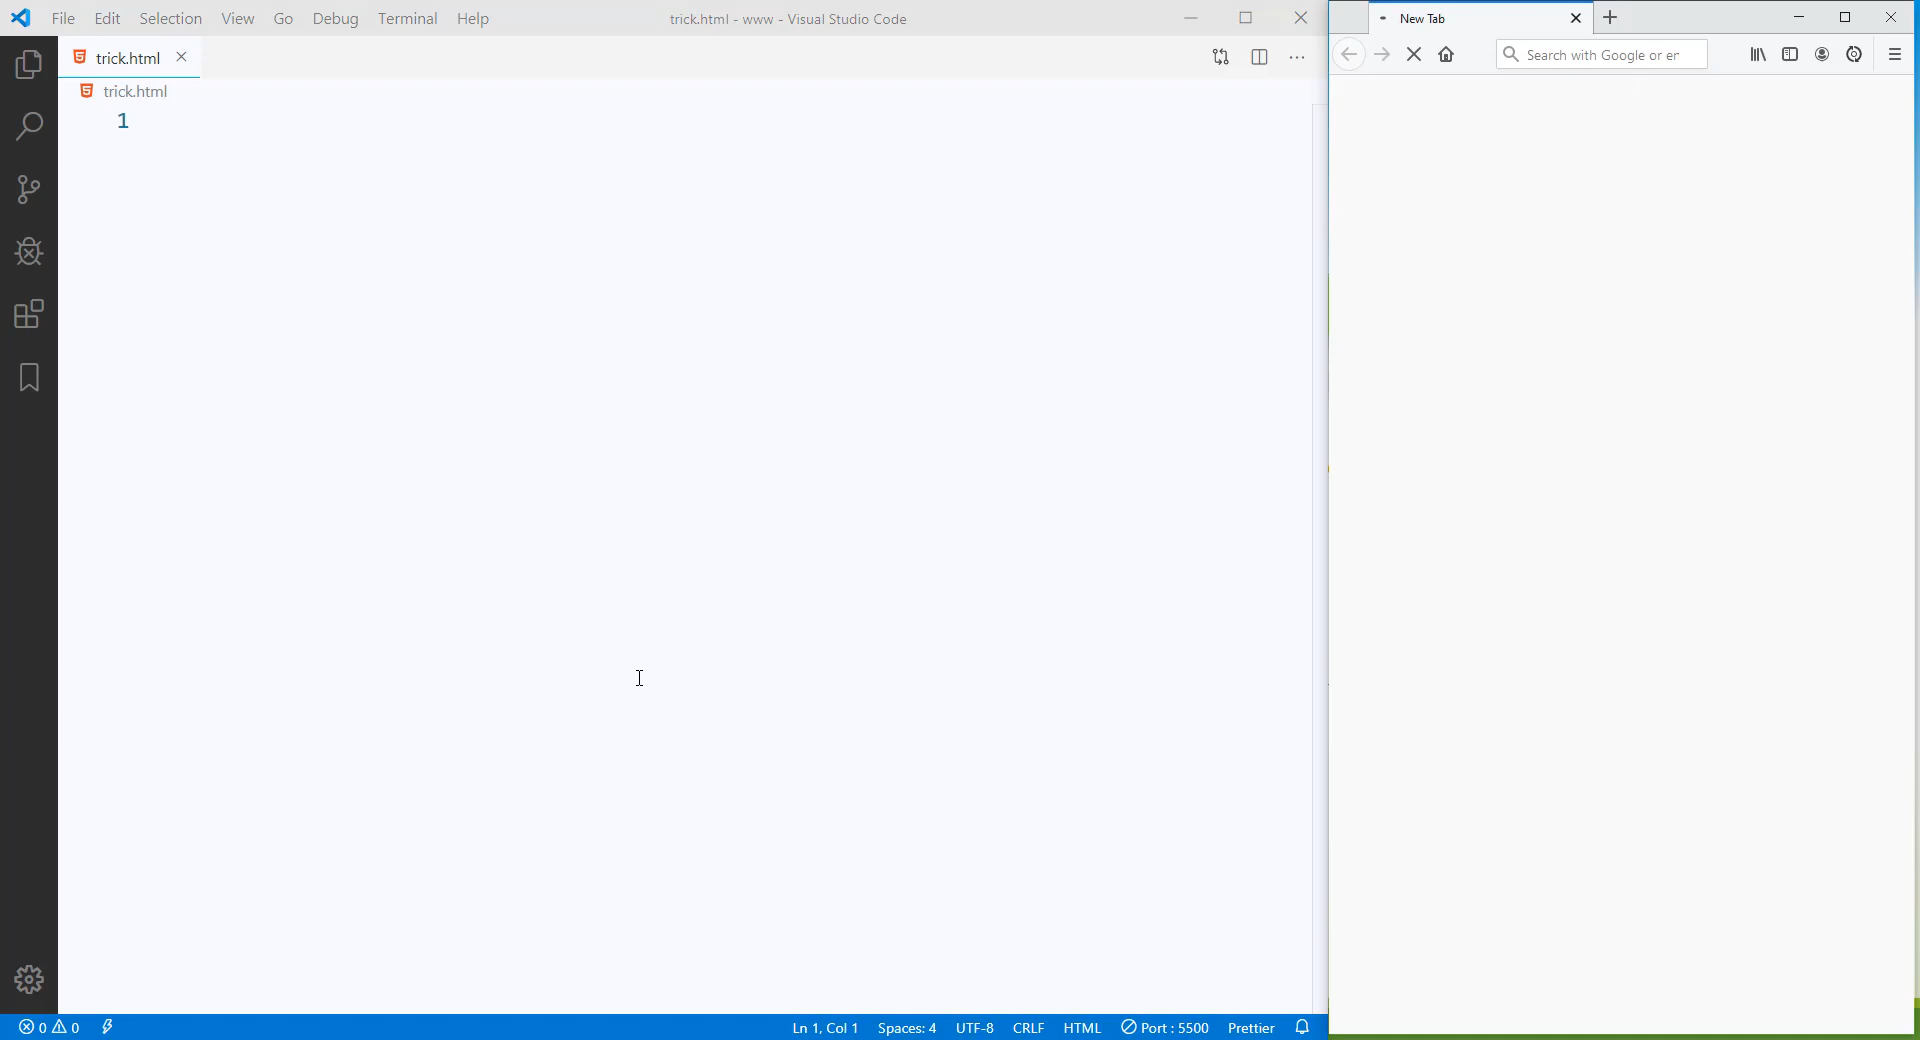 File Edit Selection View Go Debug Terminal Help
trick.html - www - Visual Studio Code
trick.html
trick.html
1
Ln 1, Col 1 Spaces: 4 UTF-8 CRLF HTML Port : 5500 Prettier
0 0
New Tab
Search with Google or er